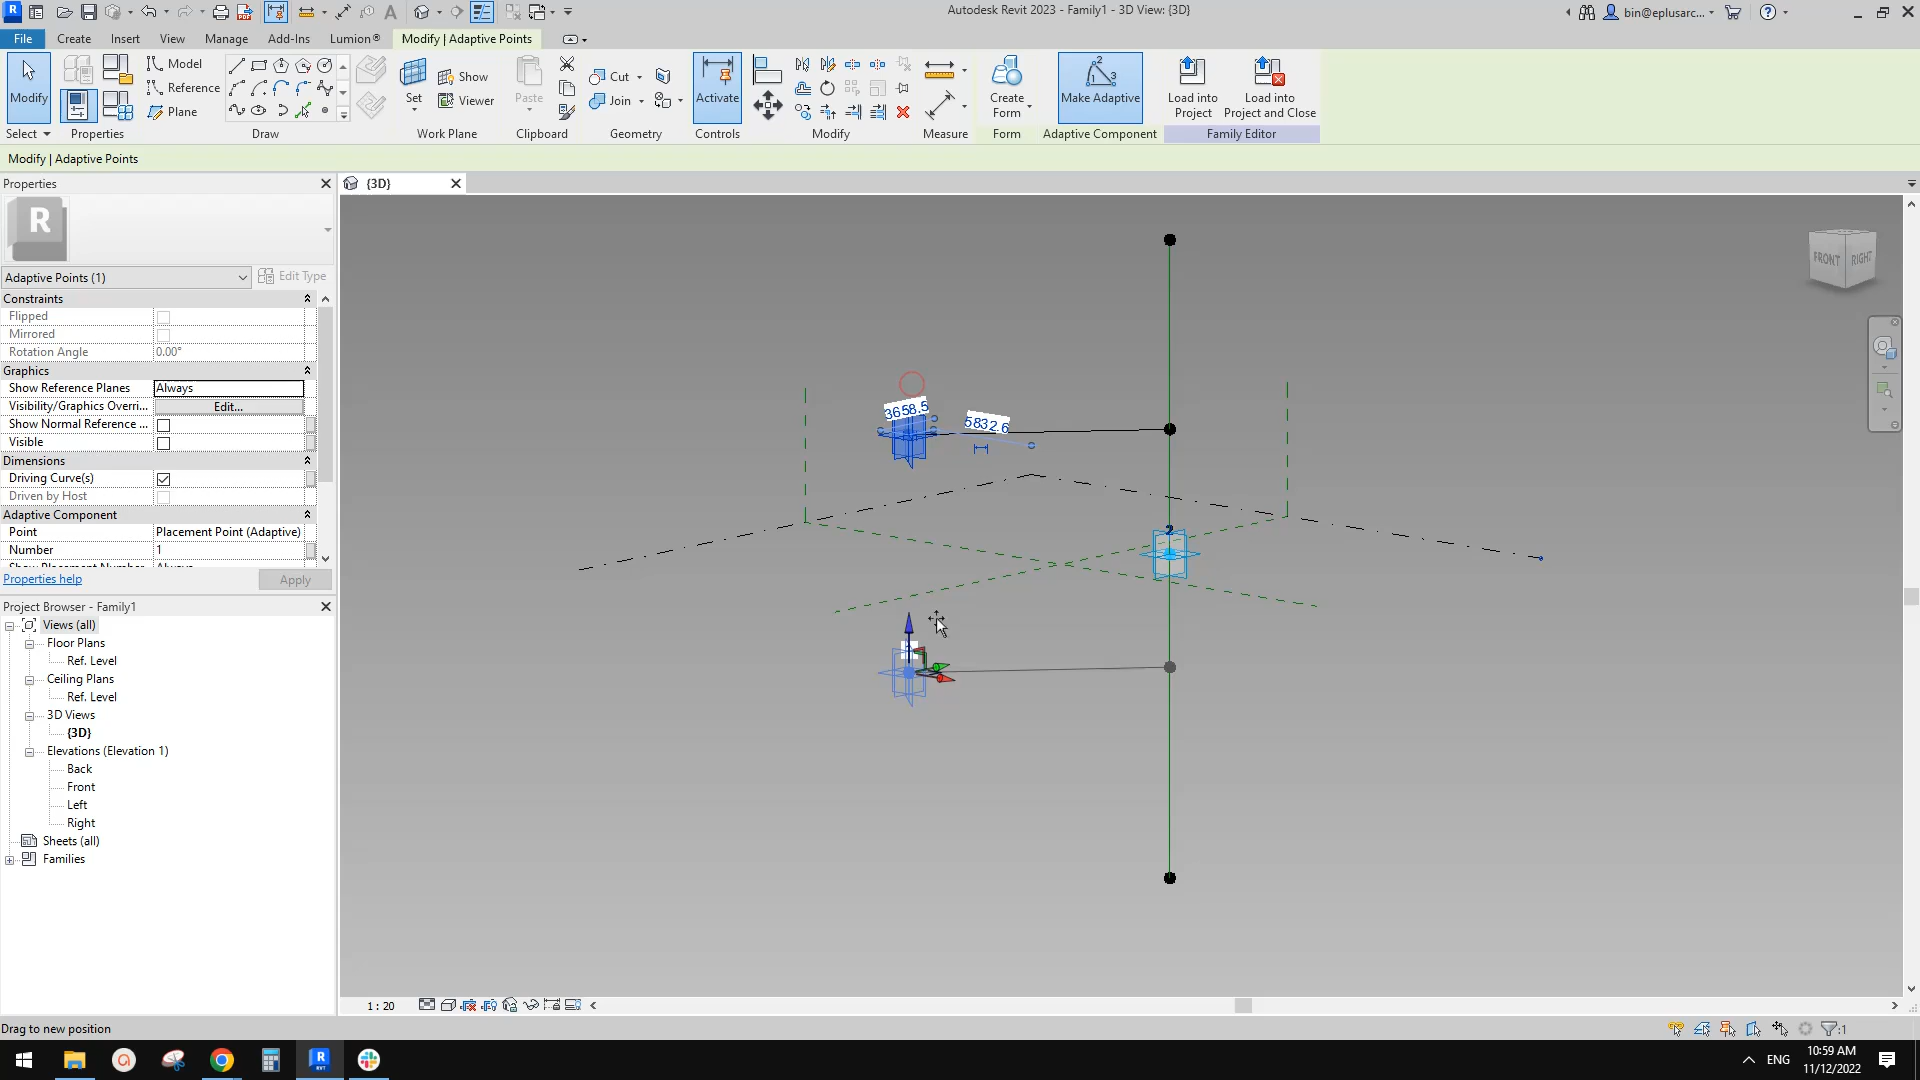 Autodesk Revit 2023 - Family1 - 3D View: {3D}
bin@eplusarc...
File
Create
Insert
View
Manage
Add-Ins
Lumion®
Modify | Adaptive Points
Modify
Model
Reference
Plane
Set
Show
Viewer
Paste
Cut
Join
Activate
Create
Form
Make Adaptive
Load into
Project
Load into
Project and Close
Select
Properties
Draw
Work Plane
Clipboard
Geometry
Controls
Modify
Measure
Form
Adaptive Component
Family Editor
Modify | Adaptive Points
Properties
{3D}
R
Adaptive Points (1)
Edit Type
Constraints
Flipped
Mirrored
Rotation Angle 0.00°
Graphics
Show Reference Planes Always
Visibility/Graphics Overri... Edit...
Show Normal Reference ...
Visible
Dimensions
Driving Curve(s)
Driven by Host
Adaptive Component
Point Placement Point (Adaptive)
Number 1
Properties help
Apply
Project Browser - Family1
Views (all)
Floor Plans
Ref. Level
Ceiling Plans
Ref. Level
3D Views
{3D}
Elevations (Elevation 1)
Back
Front
Left
Right
Sheets (all)
Families
3658.5
5832.6
2
FRONT
RIGHT
1 : 20
Drag to new position
:1
ENG
10:59 AM
11/12/2022